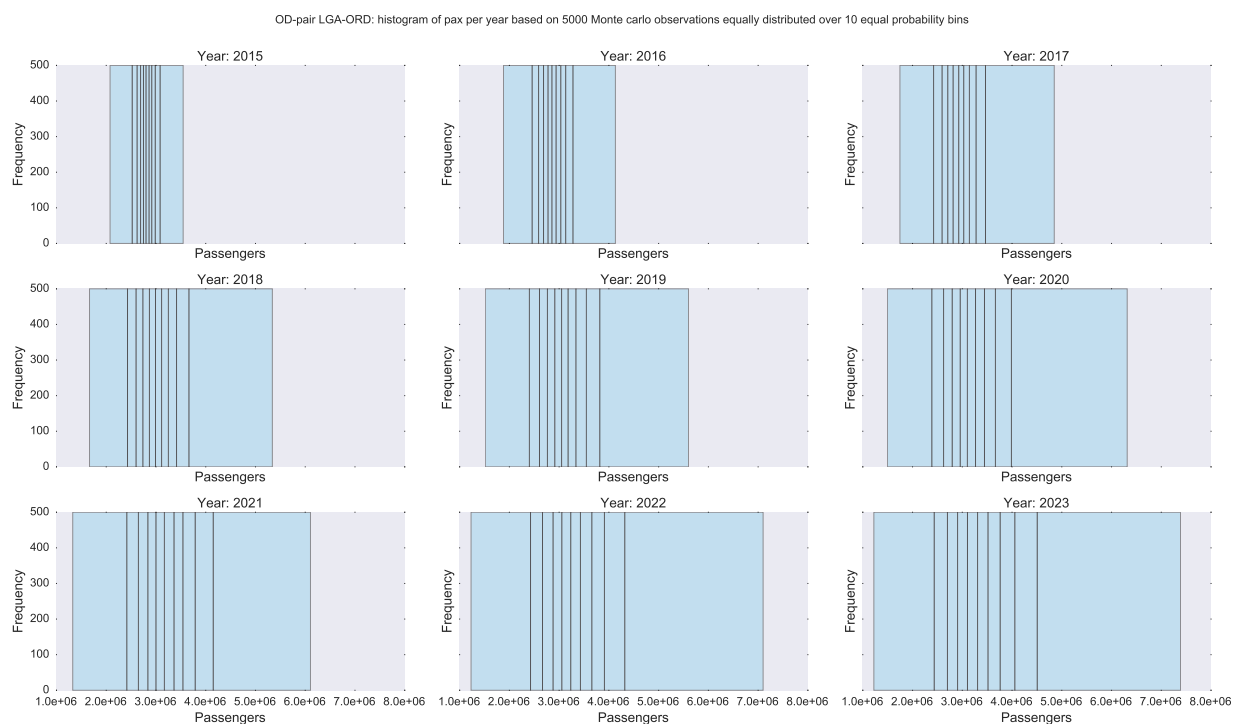 OD-pair LGA-ORD: histogram of pax per year based on 5000 Monte carlo observations equally distributed over 10 equal probability bins
Year: 2015
500
400
300
200
100
0
Frequency
Passengers
Year: 2016
Frequency
Passengers
Year: 2017
Frequency
Passengers
Year: 2018
500
400
300
200
100
0
Frequency
Passengers
Year: 2019
Frequency
Passengers
Year: 2020
Frequency
Passengers
Year: 2021
500
400
300
200
100
0
Frequency
1.0e+06 2.0e+06 3.0e+06 4.0e+06 5.0e+06 6.0e+06 7.0e+06 8.0e+06
Passengers
Year: 2022
Frequency
1.0e+06 2.0e+06 3.0e+06 4.0e+06 5.0e+06 6.0e+06 7.0e+06 8.0e+06
Passengers
Year: 2023
Frequency
1.0e+06 2.0e+06 3.0e+06 4.0e+06 5.0e+06 6.0e+06 7.0e+06 8.0e+06
Passengers